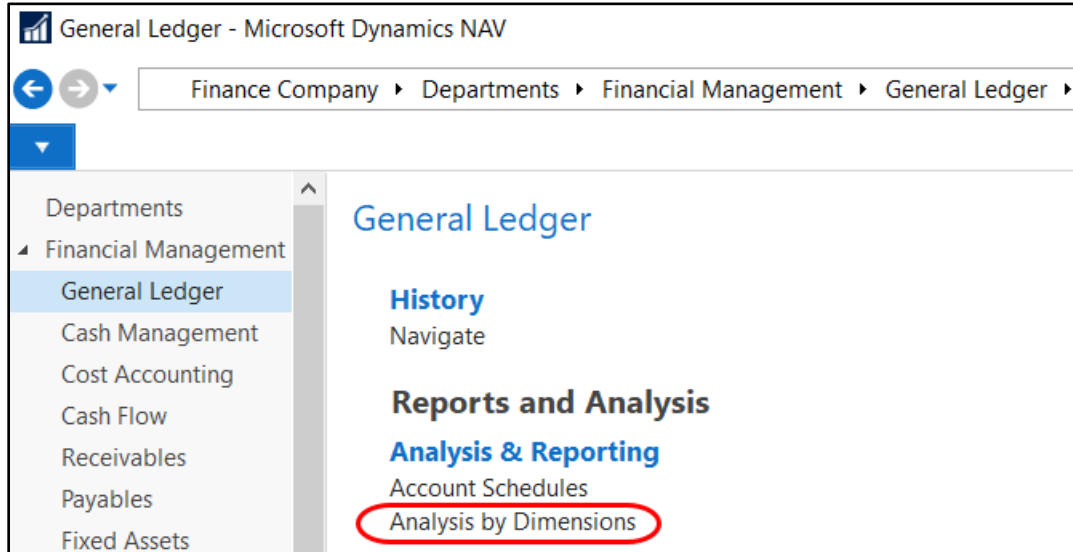 General Ledger - Microsoft Dynamics NAV
Finance Company ▸ Departments ▸ Financial Management ▸ General Ledger ▸
Departments
Financial Management
General Ledger
Cash Management
Cost Accounting
Cash Flow
Receivables
Payables
Fixed Assets
General Ledger
History
Navigate
Reports and Analysis
Analysis & Reporting
Account Schedules
Analysis by Dimensions